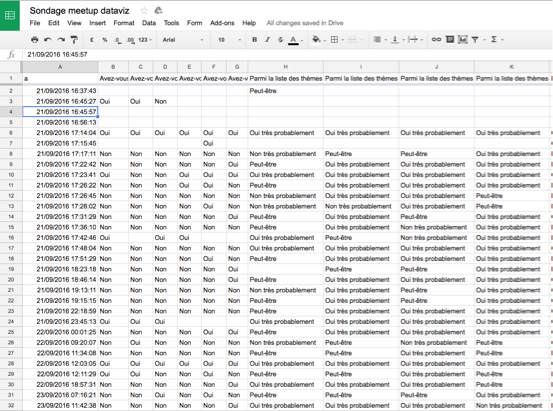 Sondage meetup dataviz
File Edit View Insert Format Data Tools Form Add-ons Help All changes saved in Drive
£ % .0 .00 123 Arial 10 B I S A
fx 21/09/2016 16:45:57
A B C D E F G H I J K
1 a Avez-vous Avez-vo Avez-vo Avez-vo Avez-vo Avez-v Parmi la liste des thèmes Parmi la liste des thèmes Parmi la liste des thèmes Parmi la liste des thèmes
2 21/09/2016 16:37:43 Peut-être
3 21/09/2016 16:45:27 Oui Oui Non
4 21/09/2016 16:45:57
5 21/09/2016 16:56:13
6 21/09/2016 17:14:04 Oui Oui Oui Oui Oui Oui Oui très probablement Oui très probablement Oui très probablement Oui très probablement
7 21/09/2016 17:15:45 Oui
8 21/09/2016 17:17:11 Non Non Non Non Non Non Non très probablement Peut-être Peut-être Oui très probablement
9 21/09/2016 17:22:42 Non Non Non Non Non Oui Peut-être Oui très probablement Oui très probablement Oui très probablement
10 21/09/2016 17:23:41 Oui Non Non Non Oui Oui Oui très probablement Oui très probablement Oui très probablement Oui très probablement
11 21/09/2016 17:26:22 Non Non Non Oui Oui Non Peut-être Oui très probablement Oui très probablement Oui très probablement
12 21/09/2016 17:26:45 Non Non Non Non Non Non Non très probablement Oui très probablement Oui très probablement Peut-être
13 21/09/2016 17:28:02 Non Non Non Non Oui Non Non très probablement Non très probablement Oui très probablement Peut-être
14 21/09/2016 17:31:29 Non Non Non Non Non Oui Peut-être Oui très probablement Peut-être Oui très probablement
15 21/09/2016 17:36:10 Non Non Non Non Non Non Peut-être Oui très probablement Non très probablement Oui très probablement
16 21/09/2016 17:42:46 Oui Oui Oui Oui très probablement Peut-être Non très probablement Oui très probablement
17 21/09/2016 17:48:04 Non Non Non Non Non Non Oui très probablement Oui très probablement Oui très probablement Oui très probablement
18 21/09/2016 17:51:29 Non Non Non Non Oui Non Peut-être Oui très probablement Oui très probablement Oui très probablement
19 21/09/2016 18:23:18 Non Non Non Non Oui Peut-être Peut-être
20 21/09/2016 18:46:14 Non Non Non Non Non Oui Peut-être Oui très probablement Oui très probablement Oui très probablement
21 21/09/2016 19:13:11 Non Non Non Non Non Non Non très probablement Peut-être Peut-être Oui très probablement
22 21/09/2016 19:15:15 Non Non Non Non Non Non Peut-être Oui très probablement Peut-être Oui très probablement
23 21/09/2016 22:18:59 Non Non Non Non Non Non Peut-être Oui très probablement Oui très probablement Oui très probablement
24 21/09/2016 23:45:13 Oui Oui Oui Oui très probablement Oui très probablement Oui très probablement
25 22/09/2016 00:01:25 Non Non Non Non Oui Non Peut-être Oui très probablement Oui très probablement Oui très probablement
26 22/09/2016 09:20:07 Non Non Oui Non Non Non Non très probablement Peut-être Non très probablement Peut-être
27 22/09/2016 11:34:08 Non Non Non Non Non Non Peut-être Oui très probablement Oui très probablement Peut-être
28 22/09/2016 12:03:05 Oui Oui Oui Oui Oui Oui Oui très probablement Oui très probablement Oui très probablement Oui très probablement
29 22/09/2016 12:11:29 Oui Non Non Non Oui Non Peut-être Oui très probablement Peut-être Oui très probablement
30 22/09/2016 18:57:31 Non Non Non Non Non Non Oui très probablement Oui très probablement Oui très probablement Peut-être
31 23/09/2016 07:16:21 Non Non Oui Non Non Oui Peut-être Oui très probablement Peut-être Oui très probablement
32 23/09/2016 11:42:38 Non Non Non Non Non Oui Oui très probablement Oui très probablement Oui très probablement Non très probablement